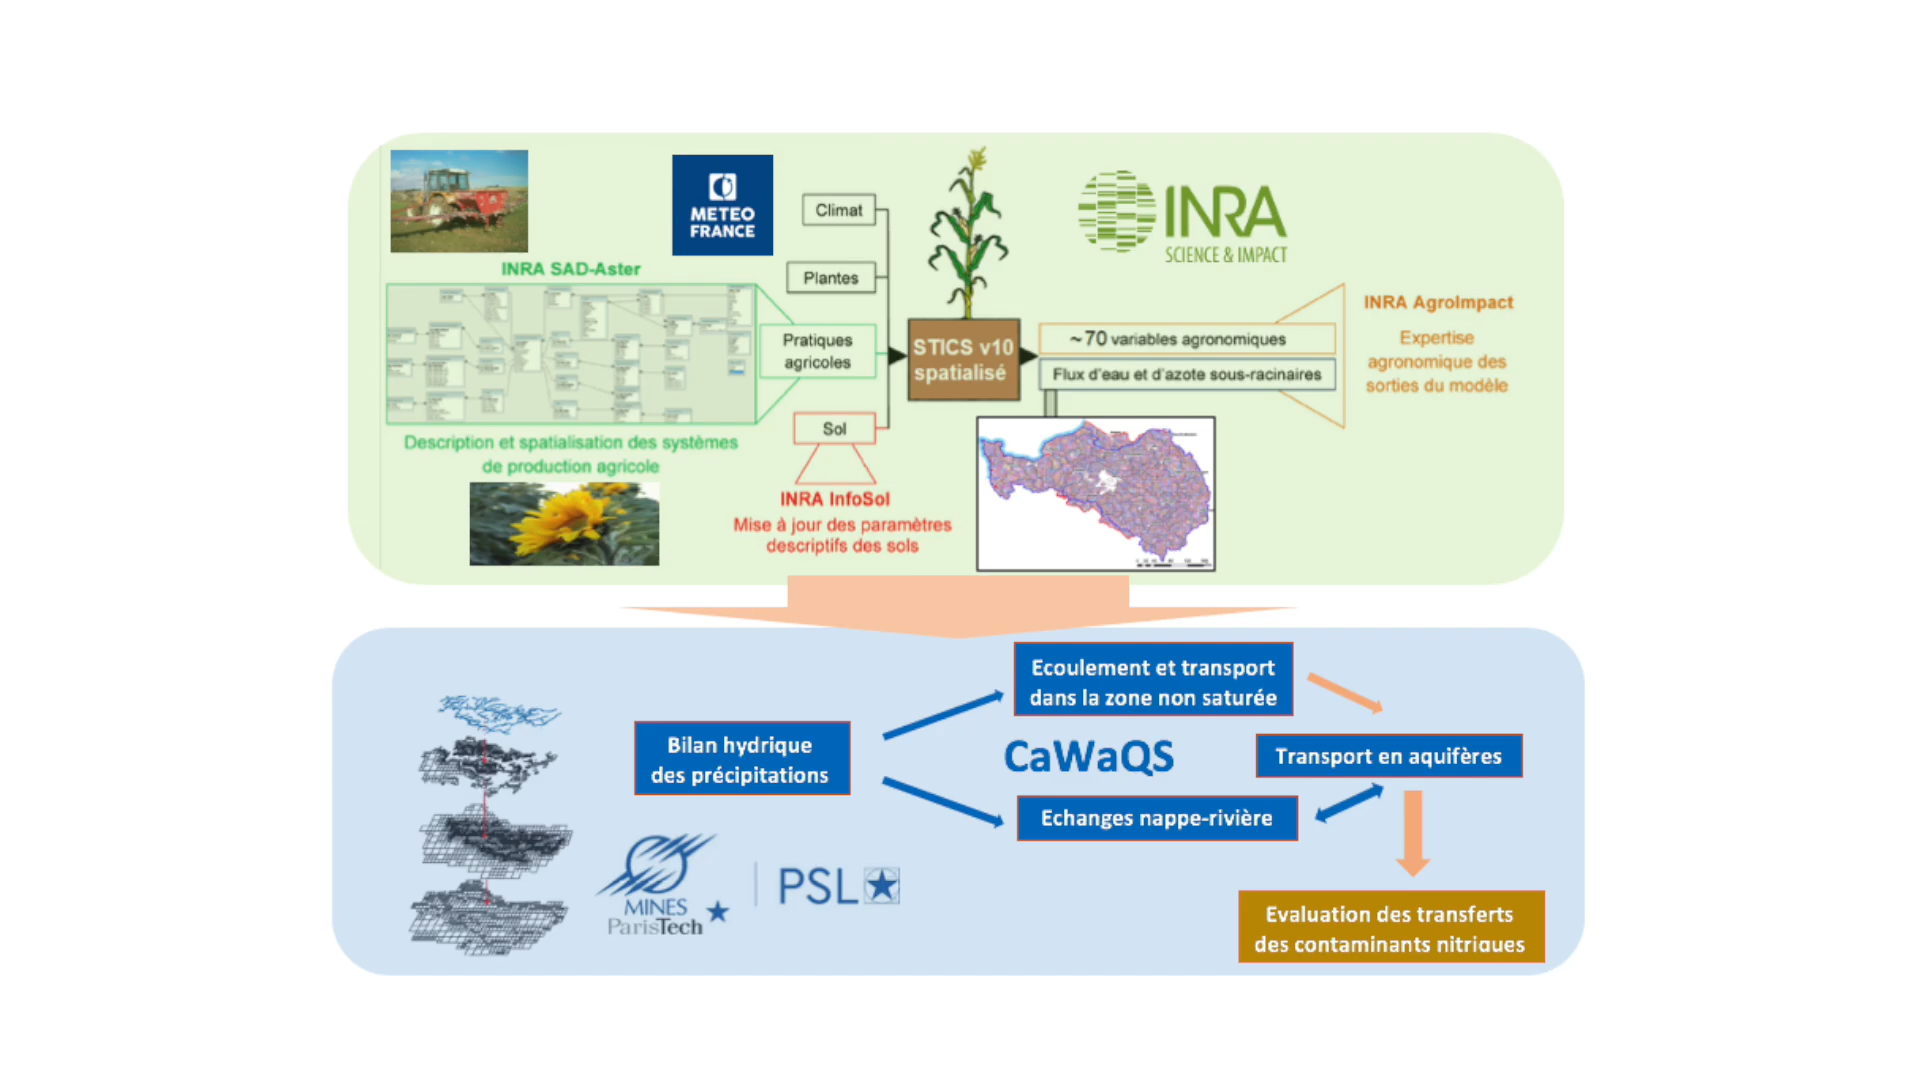 METEO
FRANCE
Climat
INRA
SCIENCE & IMPACT
INRA SAD-Aster
Plantes
Pratiques
agricoles
STICS v10
spatialisé
~70 variables agronomiques
Flux d'eau et d'azote sous-racinaires
INRA AgroImpact
Expertise
agronomique des
sorties du modèle
Sol
Description et spatialisation des systèmes
de production agricole
INRA InfoSol
Mise à jour des paramètres
descriptifs des sols
Ecoulement et transport
dans la zone non saturée
Bilan hydrique
des précipitations
CaWaQS
Transport en aquifères
Echanges nappe-rivière
MINES
ParisTech
PSL
Evaluation des transferts
des contaminants nitriques